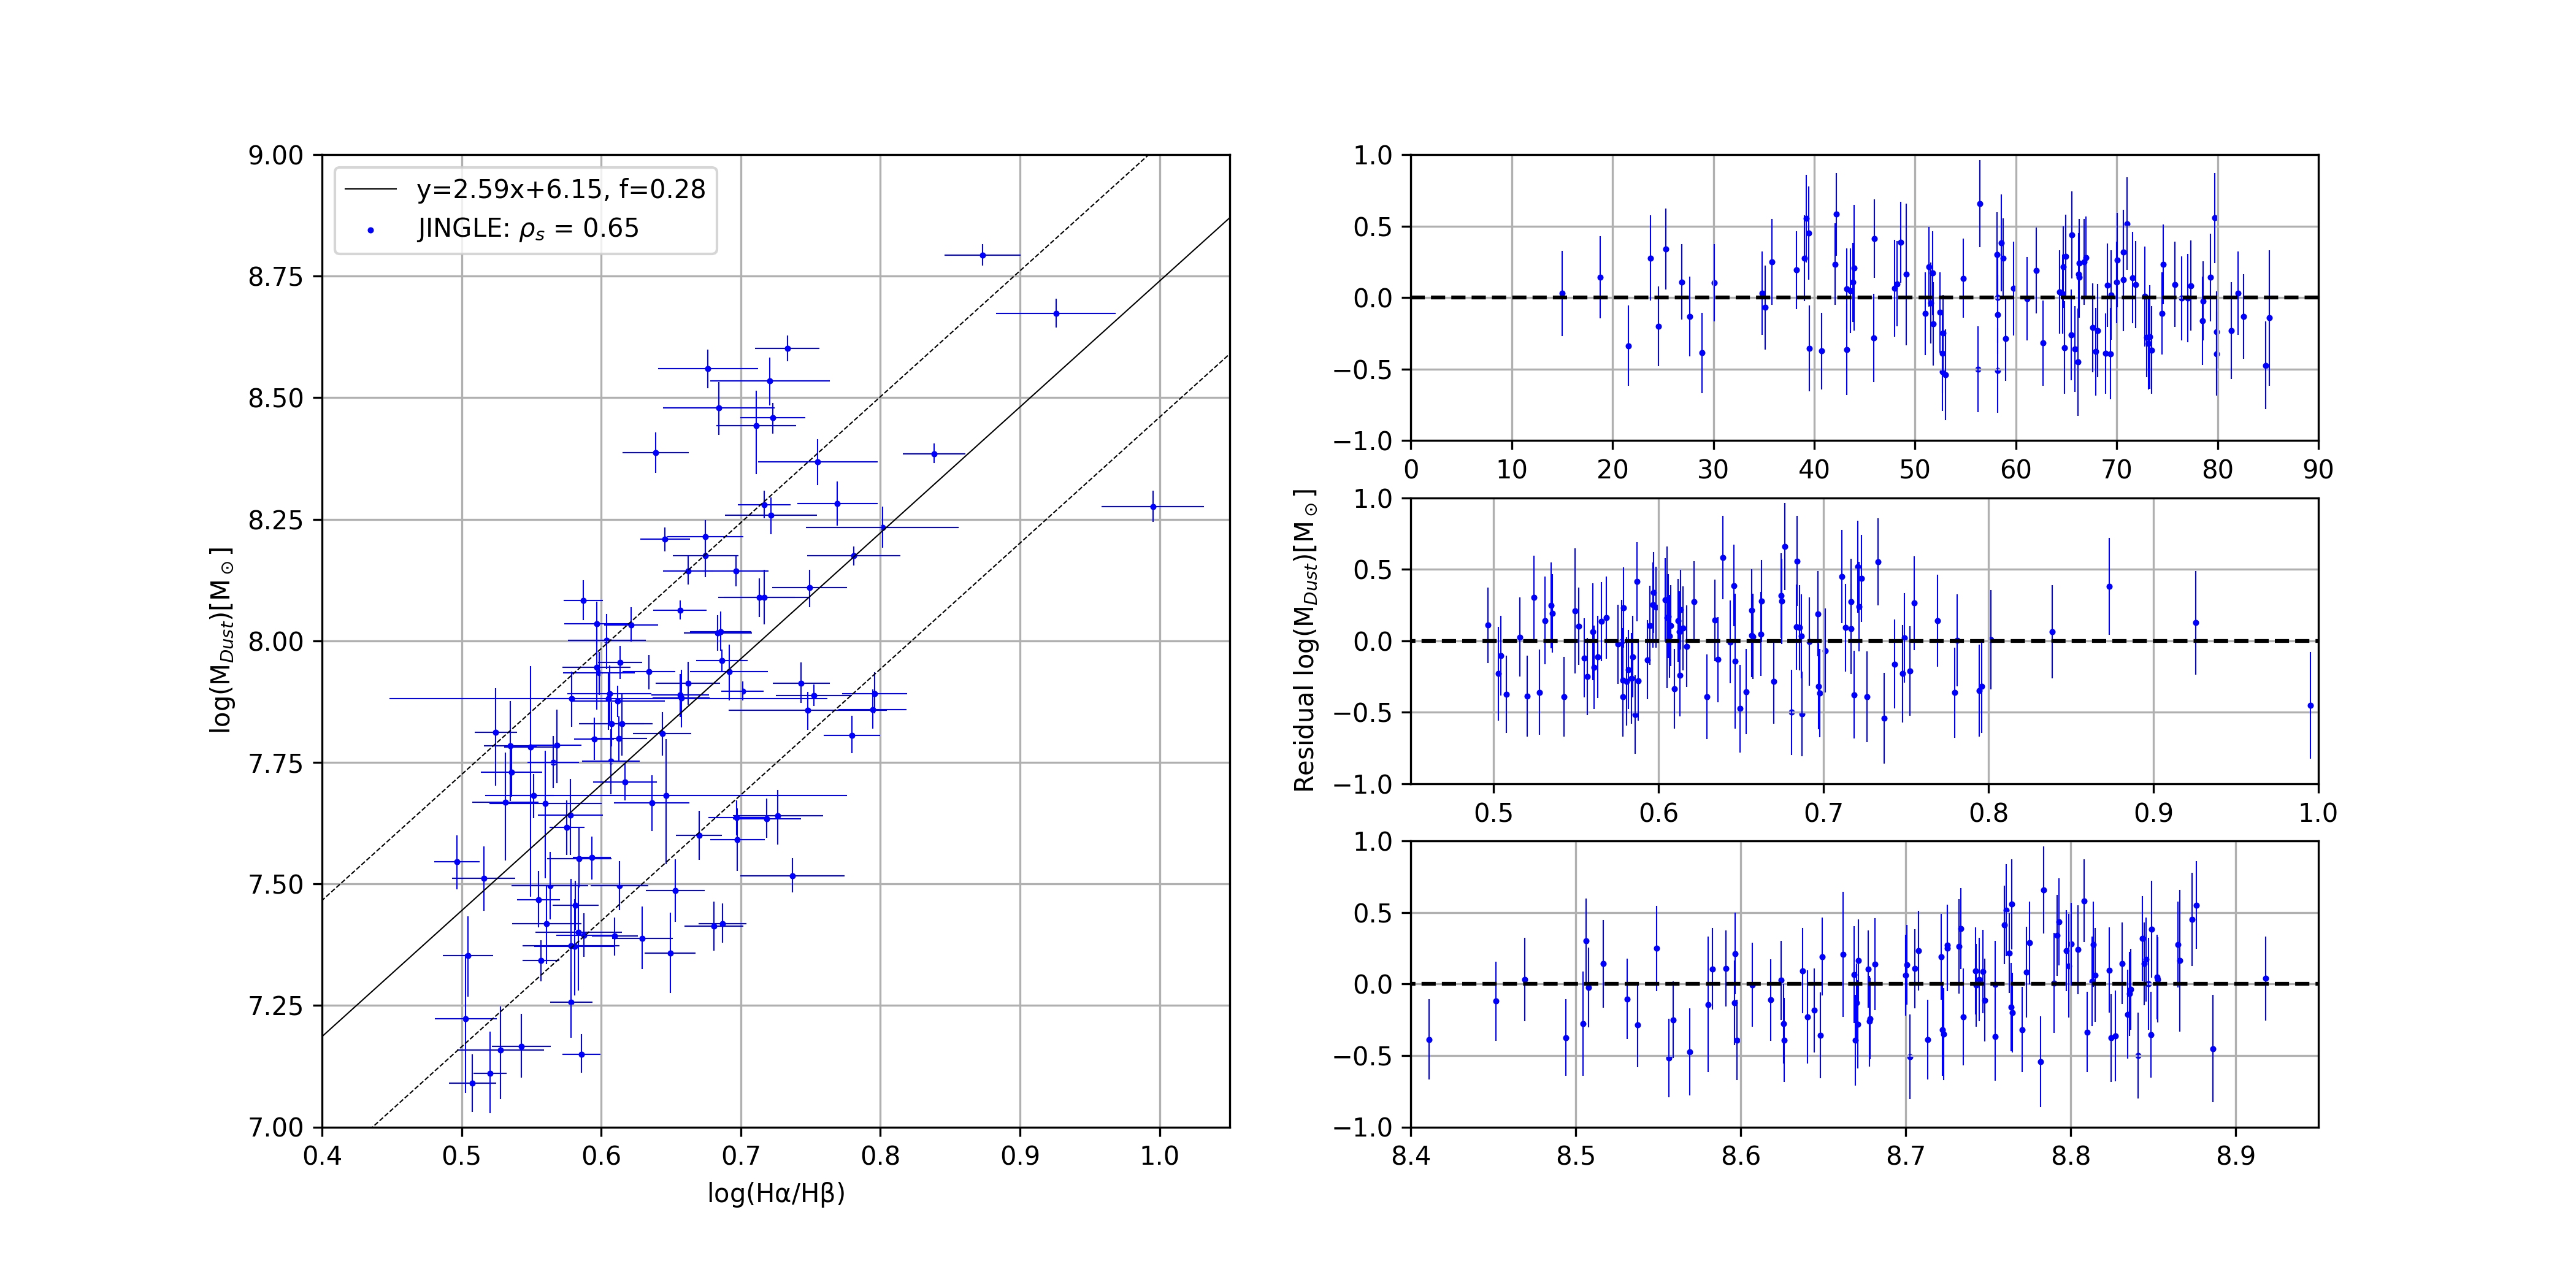 y=2.59x+6.15, f=0.28
JINGLE: ρs = 0.65
9.00
8.75
8.50
8.25
8.00
7.75
7.50
7.25
7.00
log(MDust)[M⊙]
0.4 0.5 0.6 0.7 0.8 0.9 1.0
log(Hα/Hβ)
Residual log(MDust)[M⊙]
1.0
0.5
0.0
−0.5
−1.0
0 10 20 30 40 50 60 70 80 90
1.0
0.5
0.0
−0.5
−1.0
0.5 0.6 0.7 0.8 0.9 1.0
1.0
0.5
0.0
−0.5
−1.0
8.4 8.5 8.6 8.7 8.8 8.9